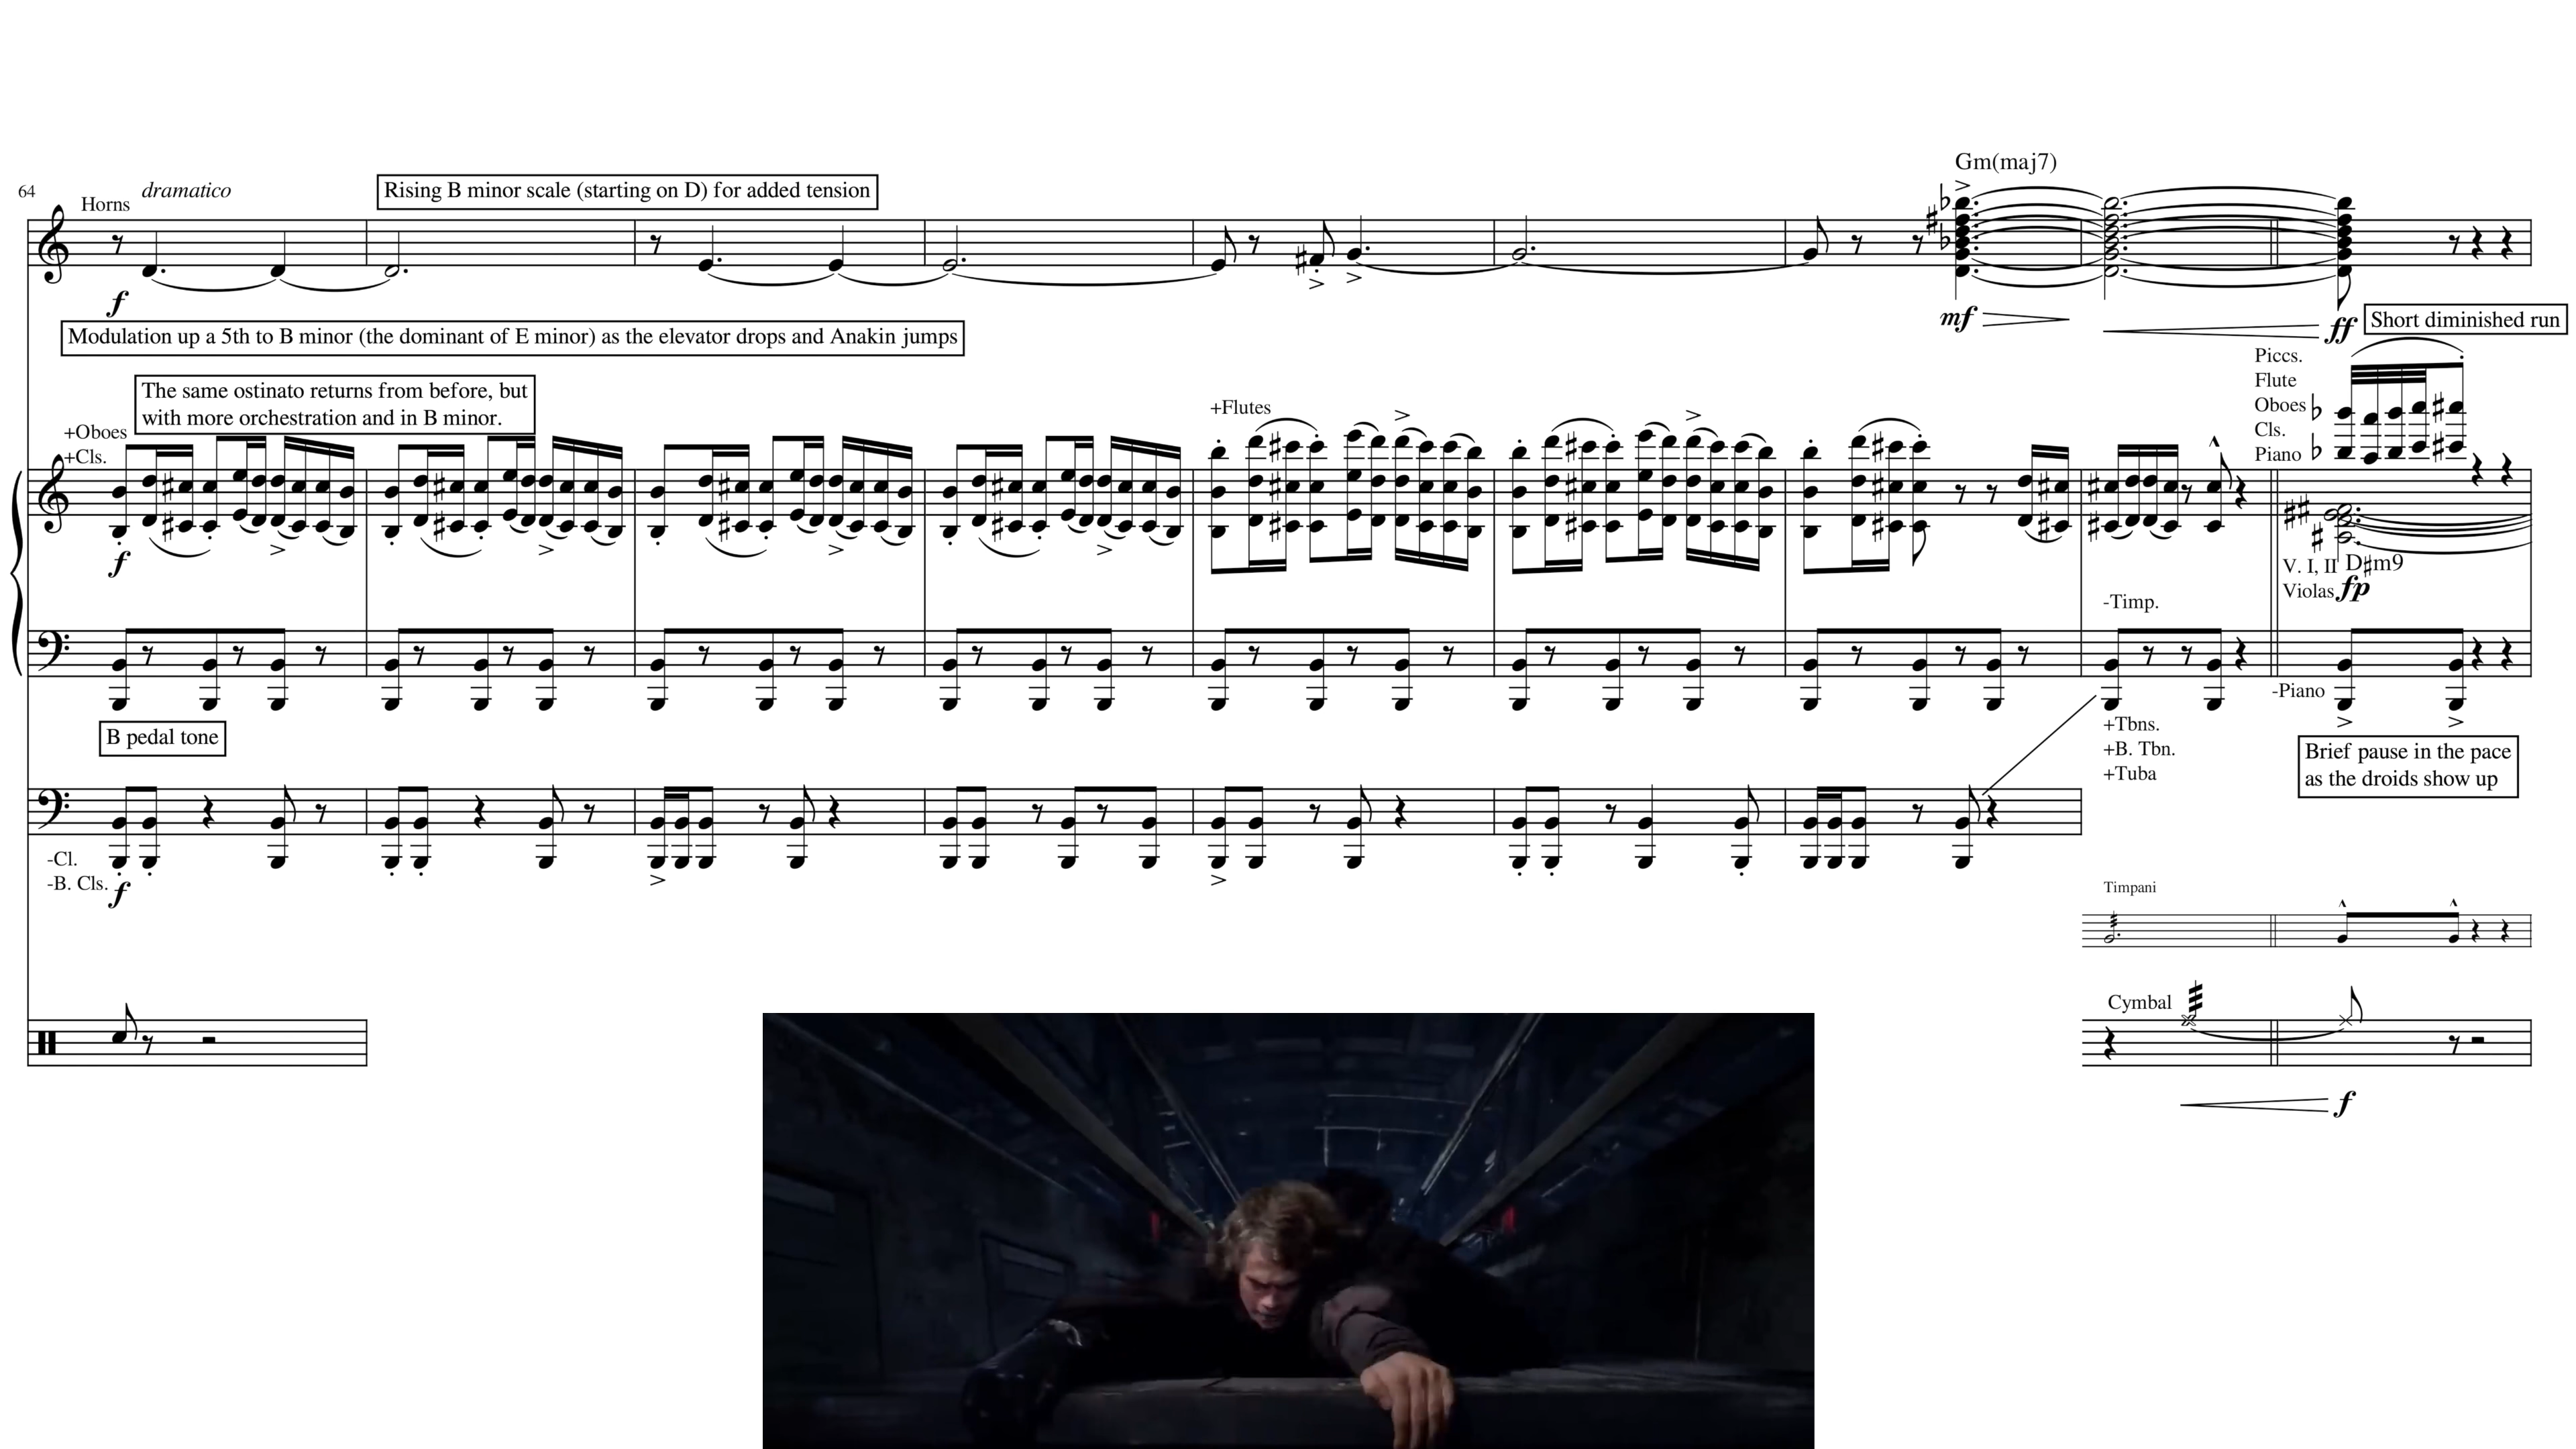 Gm(maj7)
64
Horns
dramatico
Rising B minor scale (starting on D) for added tension
f
mf
ff
Short diminished run
Modulation up a 5th to B minor (the dominant of E minor) as the elevator drops and Anakin jumps
Piccs.
Flute
Oboes
Cls.
Piano
The same ostinato returns from before, but
with more orchestration and in B minor.
+Oboes
+Cls.
+Flutes
f
V. I, II
D#m9
Violas
fp
-Timp.
-Piano
B pedal tone
+Tbns.
+B. Tbn.
+Tuba
Brief pause in the pace
as the droids show up
-Cl.
-B. Cls.
f
Timpani
Cymbal
f